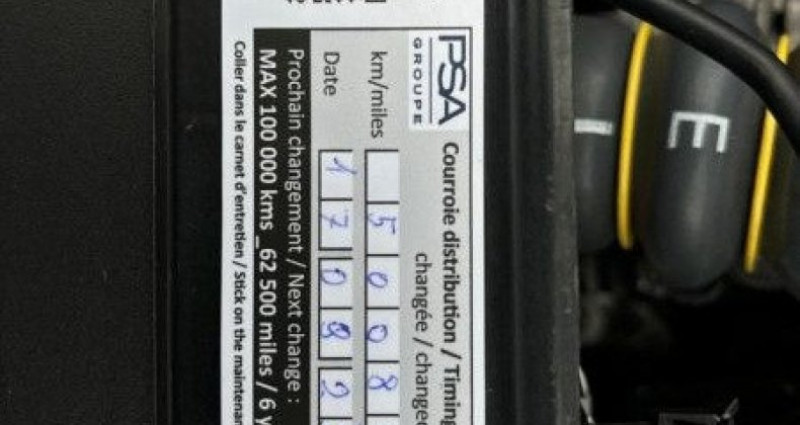 PSA
GROUPE
Courroie distribution / Timing
changée / changed
km/miles 5 0 0 8
Date 1 7 0 9 2
Prochain changement / Next change :
MAX 100 000 kms _62 500 miles / 6 y
Coller dans le carnet d'entretien / Stick on the maintenan
E